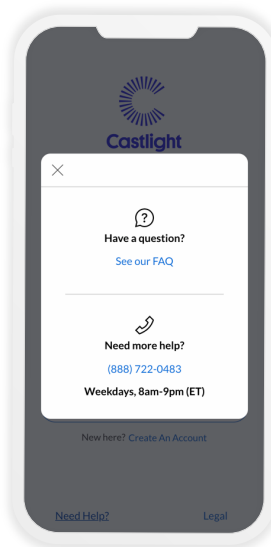 Castlight
Have a question?
See our FAQ
Need more help?
(888) 722-0483
Weekdays, 8am-9pm (ET)
New here? Create An Account
Need Help? Legal